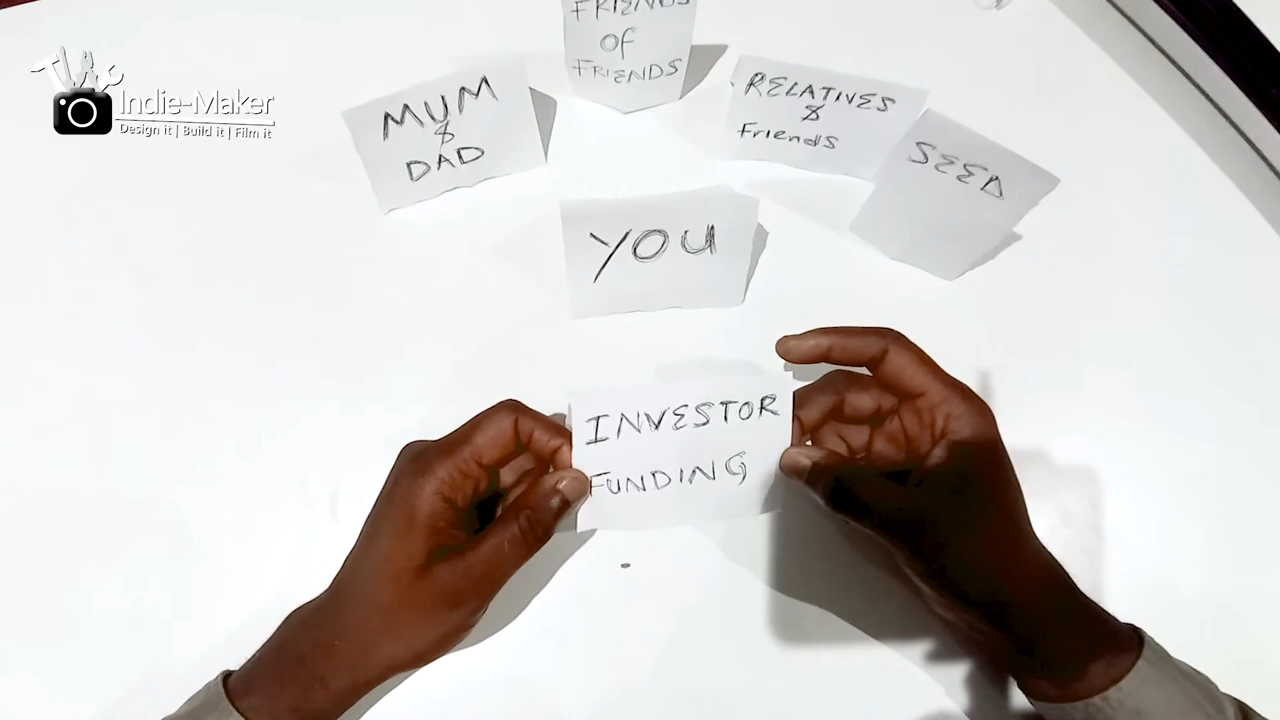 FRIENDS
of
FRIENDS
MUM
&
DAD
RELATIVES
&
Friends
SEED
YOU
INVESTOR
FUNDING
Indie-Maker
Design it | Build it | Film it